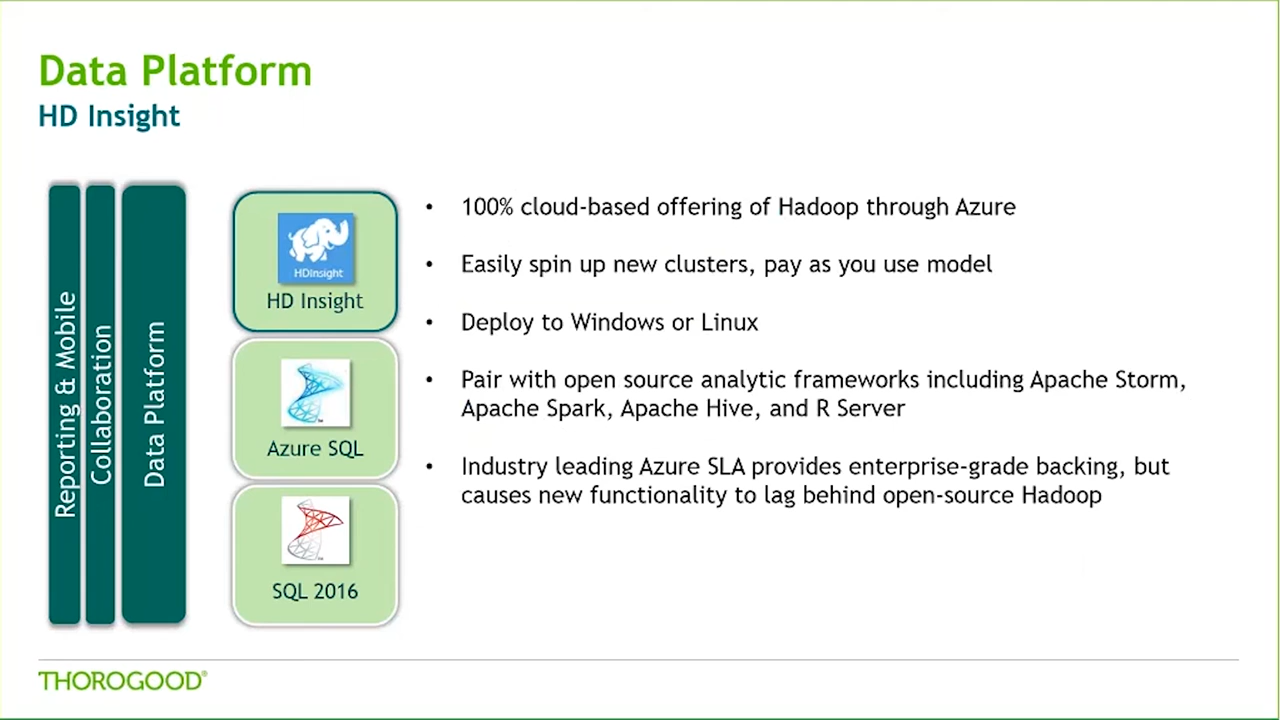 Data Platform
HD Insight
Reporting & Mobile
Collaboration
Data Platform
HDInsight
HD Insight
Azure SQL
SQL 2016
• 100% cloud-based offering of Hadoop through Azure
• Easily spin up new clusters, pay as you use model
• Deploy to Windows or Linux
• Pair with open source analytic frameworks including Apache Storm,
Apache Spark, Apache Hive, and R Server
• Industry leading Azure SLA provides enterprise-grade backing, but
causes new functionality to lag behind open-source Hadoop
THOROGOOD®